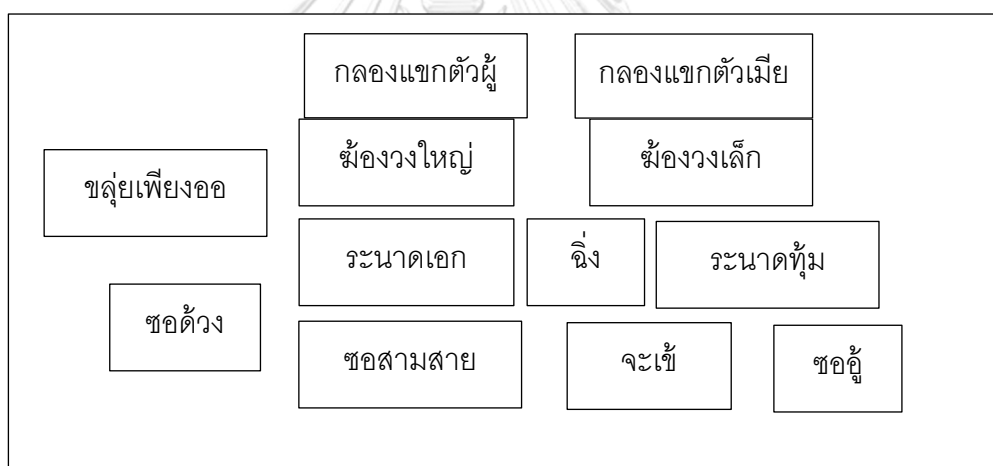 กลองแขกตัวผู้ กลองแขกตัวเมีย
ฆ้องวงใหญ่ ฆ้องวงเล็ก
ขลุ่ยเพียงออ
ระนาดเอก ฉิ่ง ระนาดทุ้ม
ซอด้วง
ซอสามสาย จะเข้ ซออู้